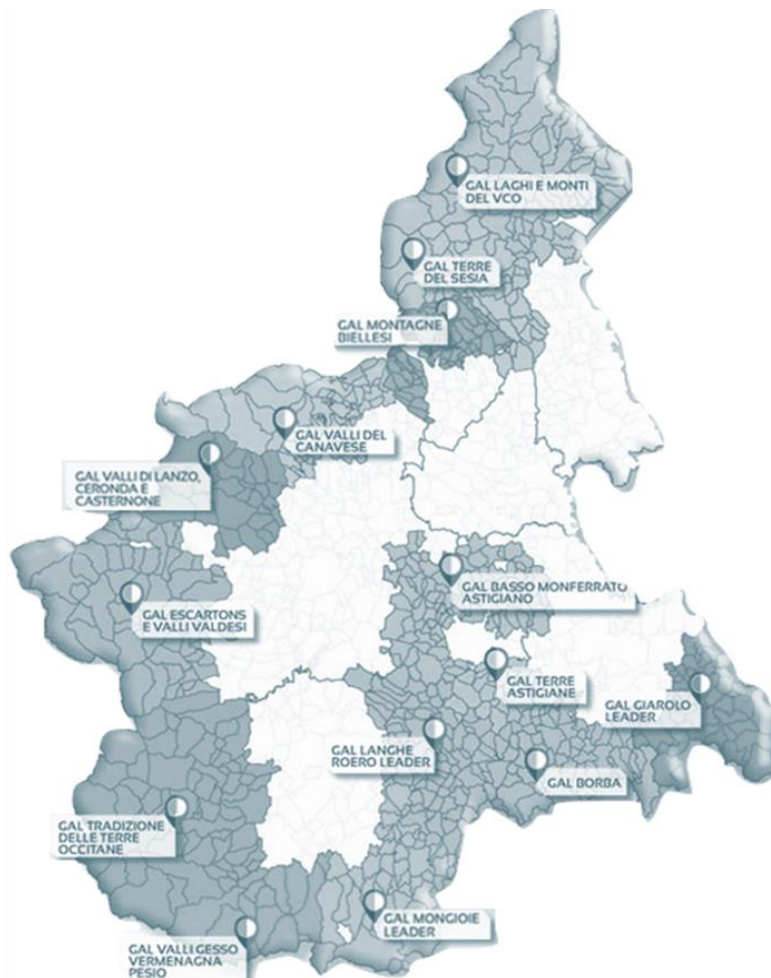 GAL LAGHI E MONTI
DEL VCO
GAL TERRE
DEL SESIA
GAL MONTAGNE
BIELLESI
GAL VALLI DEL
CANAVESE
GAL VALLI DI LANZO,
CERONDA E
CASTERNONE
GAL BASSO MONFERRATO
ASTIGIANO
GAL ESCARTONS
E VALLI VALDESI
GAL TERRE
ASTIGIANE
GAL GIAROLO
LEADER
GAL LANGHE
ROERO LEADER
GAL BORBA
GAL TRADIZIONE
DELLE TERRE
OCCITANE
GAL MONGIOIE
LEADER
GAL VALLI GESSO
VERMENAGNA
PESIO